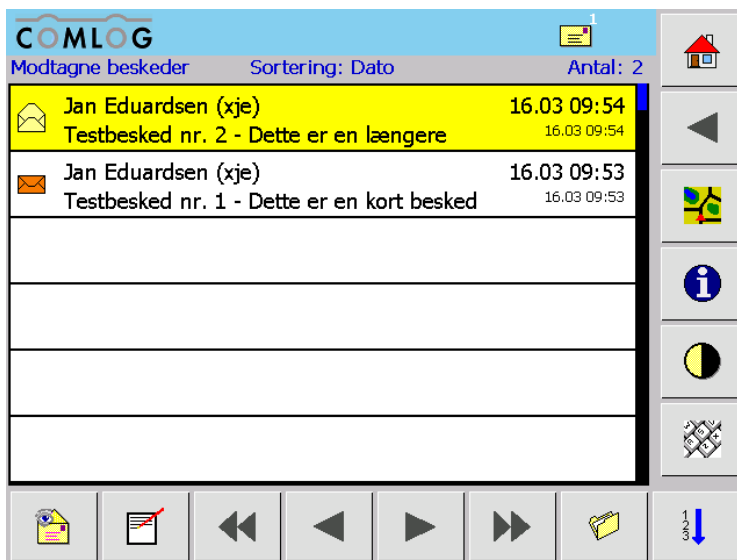 COMLOG
1
Modtagne beskeder Sortering: Dato Antal: 2
Jan Eduardsen (xje) 16.03 09:54
Testbesked nr. 2 - Dette er en længere 16.03 09:54
Jan Eduardsen (xje) 16.03 09:53
Testbesked nr. 1 - Dette er en kort besked 16.03 09:53
1
2
3